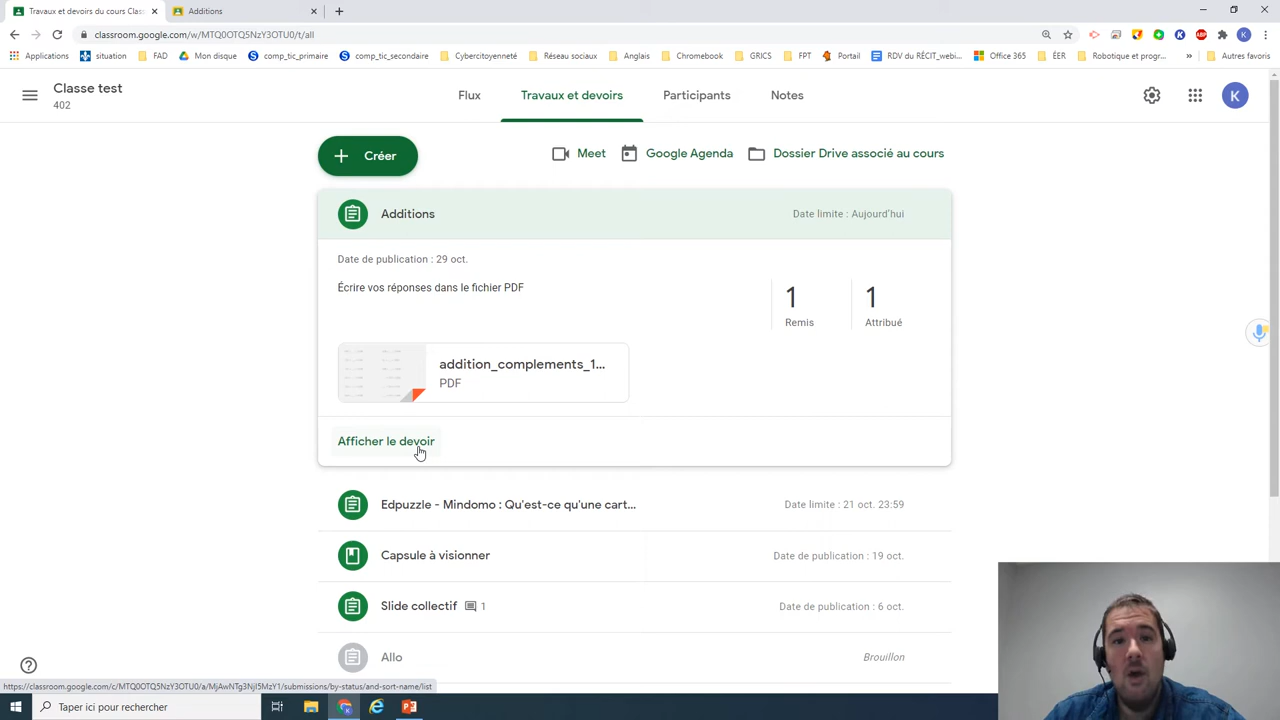 Travaux et devoirs du cours Class
Additions
classroom.google.com/w/MTQ0OTQ5NzY3OTU0/t/all
Applications
situation
FAD
Mon disque
comp_tic_primaire
comp_tic_secondaire
Cybercitoyenneté
Réseau sociaux
Anglais
Chromebook
GRICS
FPT
Portail
RDV du RÉCIT_webi...
Office 365
ÉER
Robotique et progr...
»
Autres favoris
Classe test
402
Flux
Travaux et devoirs
Participants
Notes
K
Créer
Meet
Google Agenda
Dossier Drive associé au cours
Additions
Date limite : Aujourd'hui
Date de publication : 29 oct.
Écrire vos réponses dans le fichier PDF
1
Remis
1
Attribué
addition_complements_1...
PDF
Afficher le devoir
Edpuzzle - Mindomo : Qu'est-ce qu'une cart...
Date limite : 21 oct. 23:59
Capsule à visionner
Date de publication : 19 oct.
Slide collectif 1
Date de publication : 6 oct.
Allo
Brouillon
Taper ici pour rechercher